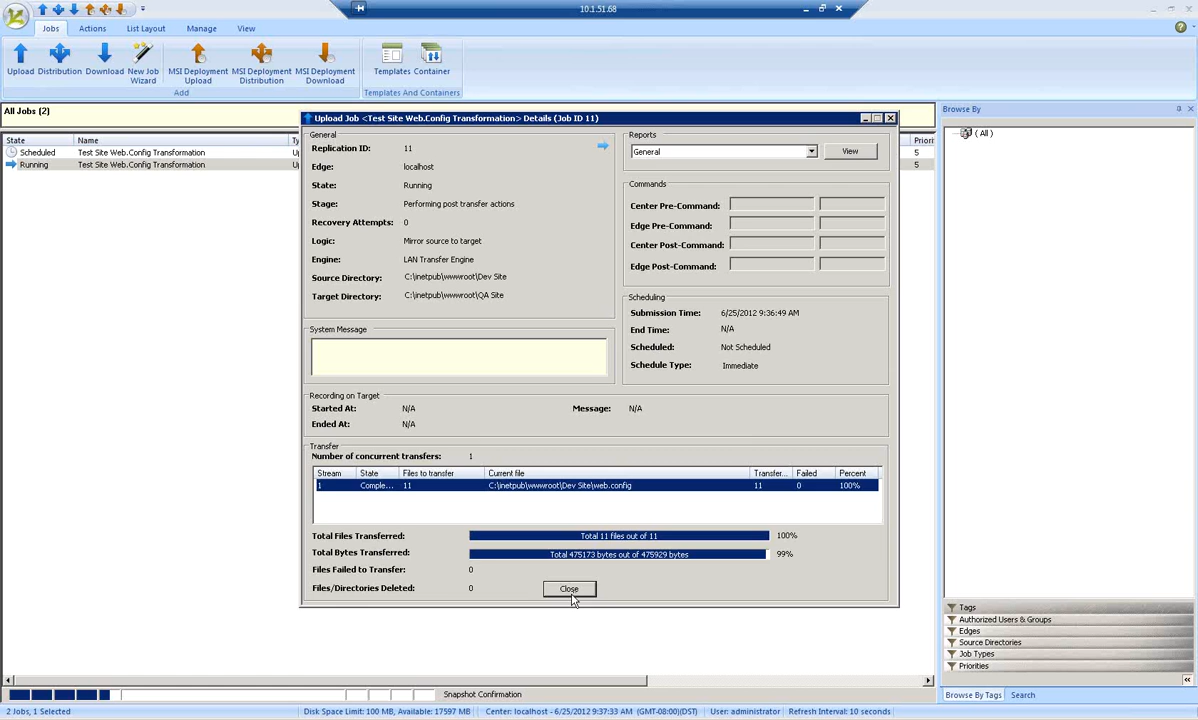 10.1.51.68
Jobs Actions List Layout Manage View
Upload Distribution Download New Job Wizard MSI Deployment Upload MSI Deployment Distribution MSI Deployment Download Templates Container
Add Templates And Containers
All Jobs (2)
State Name Ty Priorit
Scheduled Test Site Web.Config Transformation Up 5
Running Test Site Web.Config Transformation Up 5
Browse By
( All )
Upload Job <Test Site Web.Config Transformation> Details (Job ID 11)
General
Replication ID: 11
Edge: localhost
State: Running
Stage: Performing post transfer actions
Recovery Attempts: 0
Logic: Mirror source to target
Engine: LAN Transfer Engine
Source Directory: C:\inetpub\wwwroot\Dev Site
Target Directory: C:\inetpub\wwwroot\QA Site
Reports
General View
Commands
Center Pre-Command:
Edge Pre-Command:
Center Post-Command:
Edge Post-Command:
System Message
Scheduling
Submission Time: 6/25/2012 9:36:49 AM
End Time: N/A
Scheduled: Not Scheduled
Schedule Type: Immediate
Recording on Target
Started At: N/A Message: N/A
Ended At: N/A
Transfer
Number of concurrent transfers: 1
Stream State Files to transfer Current file Transfer... Failed Percent
1 Comple... 11 C:\inetpub\wwwroot\Dev Site\web.config 11 0 100%
Total Files Transferred: Total 11 files out of 11 100%
Total Bytes Transferred: Total 475173 bytes out of 475929 bytes 99%
Files Failed to Transfer: 0
Files/Directories Deleted: 0
Close
Tags
Authorized Users & Groups
Edges
Source Directories
Job Types
Priorities
Browse By Tags Search
Snapshot Confirmation
2 Jobs, 1 Selected Disk Space Limit: 100 MB, Available: 17597 MB Center: localhost - 6/25/2012 9:37:33 AM (GMT-08:00)(DST) User: administrator Refresh Interval: 10 seconds